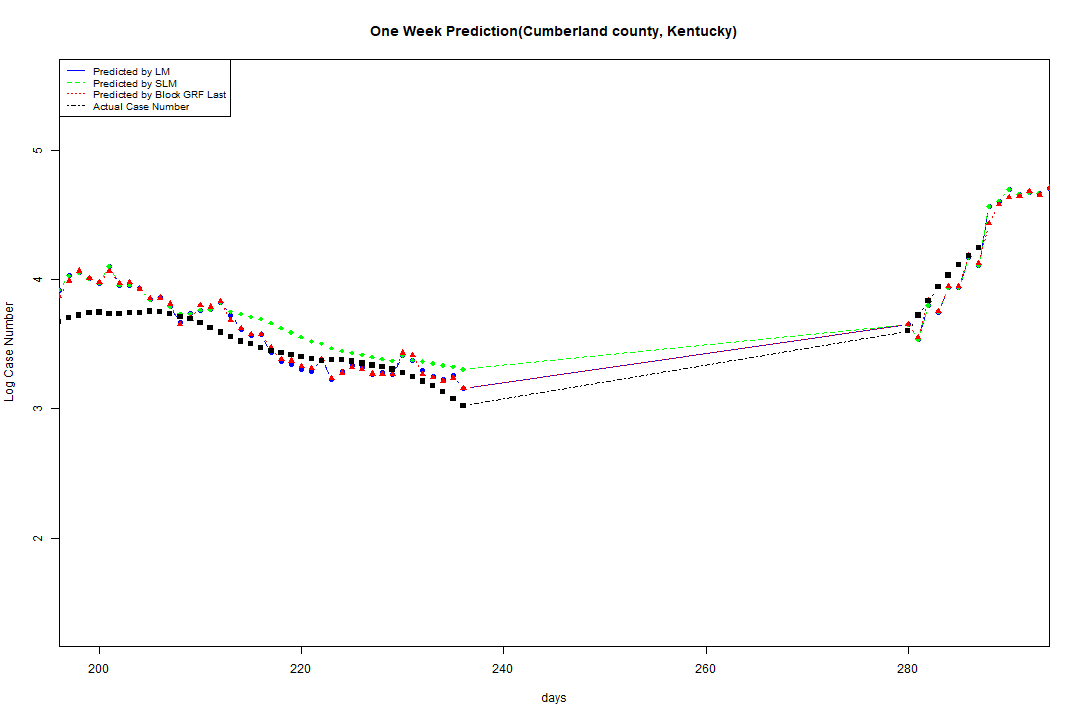 One Week Prediction(Cumberland county, Kentucky)
Predicted by LM
Predicted by SLM
Predicted by Block GRF Last
Actual Case Number
5
4
3
2
Log Case Number
200 220 240 260 280
days